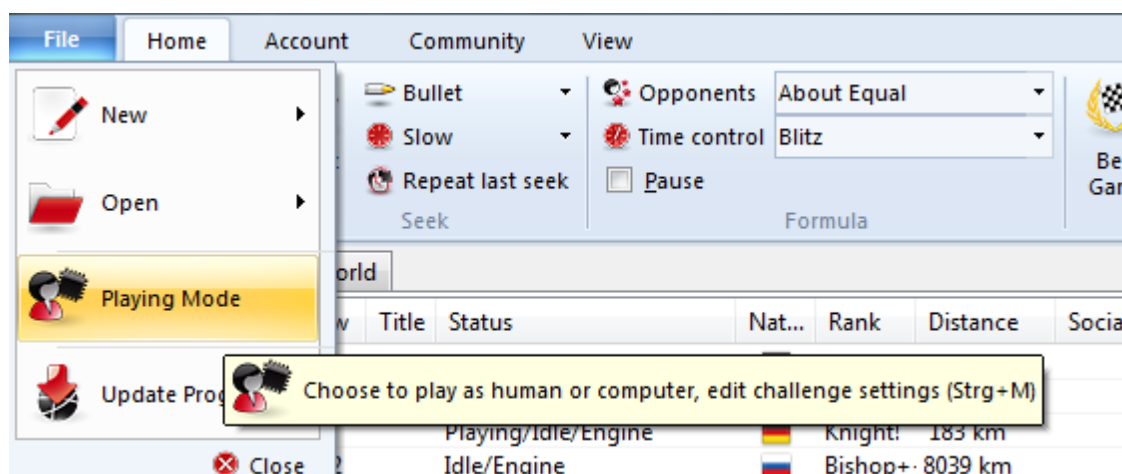 File Home Account Community View
New
Open
Playing Mode
Update Prog
Close
Bullet
Slow
Repeat last seek
Seek
Opponents About Equal
Time control Blitz
Pause
Formula
Title Status Nat... Rank Distance
Choose to play as human or computer, edit challenge settings (Strg+M)
Playing/Idle/Engine Knight! 183 km
Idle/Engine Bishop+· 8039 km